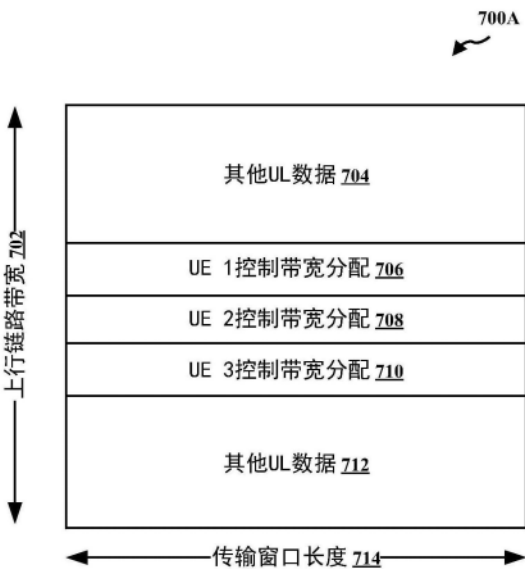 700A
其他UL数据 704
UE 1控制带宽分配 706
UE 2控制带宽分配 708
UE 3控制带宽分配 710
其他UL数据 712
上行链路带宽 702
传输窗口长度 714